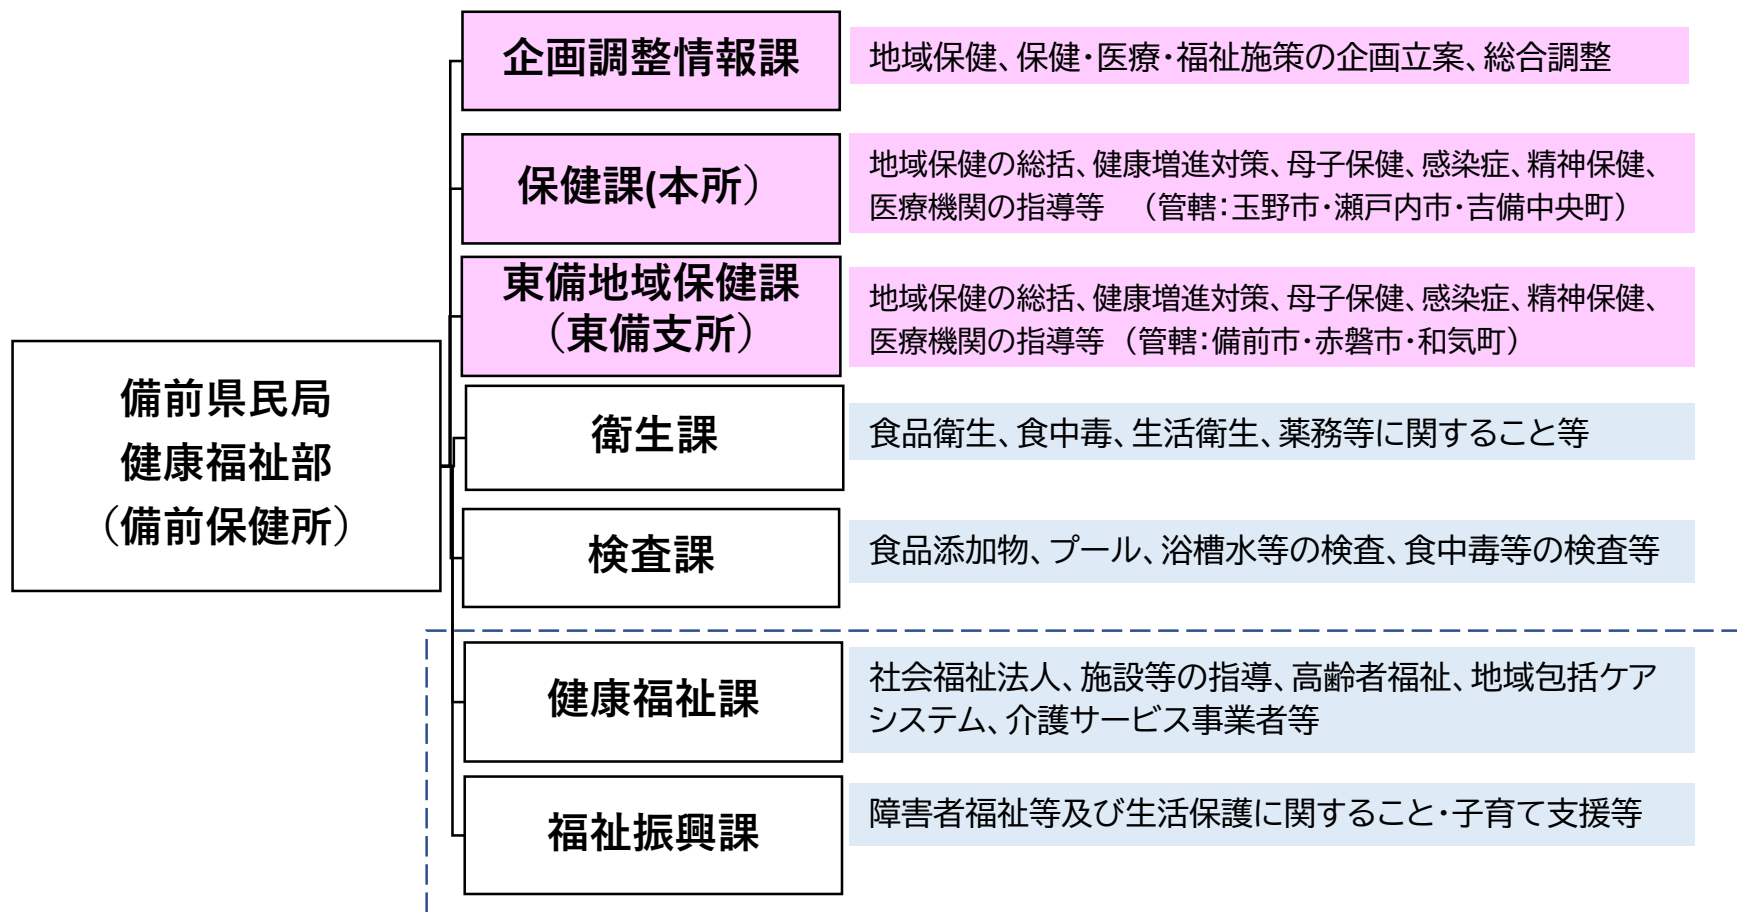 企画調整情報課
地域保健、保健・医療・福祉施策の企画立案、総合調整
保健課(本所）
地域保健の総括、健康増進対策、母子保健、感染症、精神保健、
医療機関の指導等　（管轄：玉野市・瀬戸内市・吉備中央町）
東備地域保健課
（東備支所）
地域保健の総括、健康増進対策、母子保健、感染症、精神保健、
医療機関の指導等（管轄：備前市・赤磐市・和気町）
備前県民局
健康福祉部
（備前保健所）
衛生課
食品衛生、食中毒、生活衛生、薬務等に関すること等
検査課
食品添加物、プール、浴槽水等の検査、食中毒等の検査等
健康福祉課
社会福祉法人、施設等の指導、高齢者福祉、地域包括ケア
システム、介護サービス事業者等
福祉振興課
障害者福祉等及び生活保護に関すること・子育て支援等